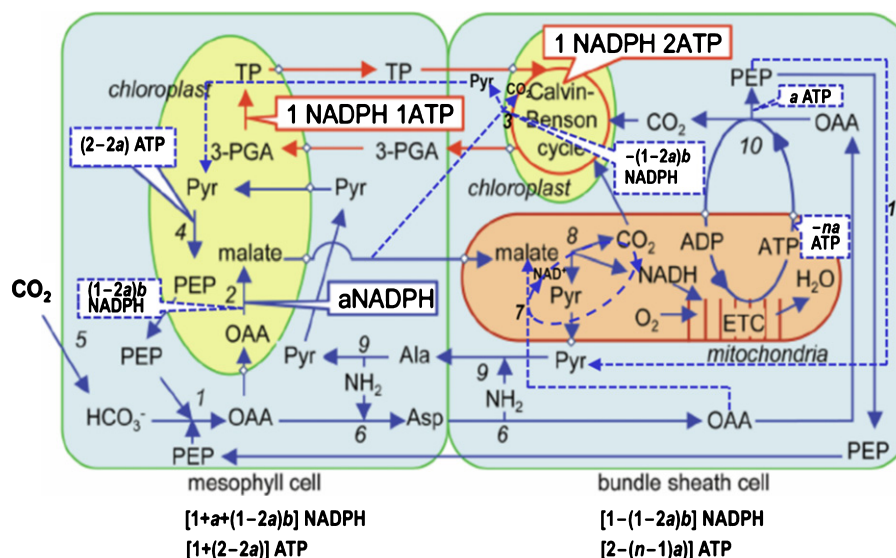 1 NADPH 2ATP
TP
TP
chloroplast
Pyr
CO2
PEP
a ATP
1 NADPH 1ATP
3
Calvin-
Benson
cycle
CO2
OAA
(2−2a) ATP
3-PGA
3-PGA
10
−(1−2a)b
NADPH
Pyr
Pyr
chloroplast
1
4
malate
malate
8
CO2
ADP
ATP
−na
ATP
CO2
PEP
(1−2a)b
NADPH
2
aNADPH
NAD+
NADH
H2O
Pyr
7
O2
ETC
5
OAA
PEP
Pyr
9
Ala
Pyr
mitochondria
NH2
9
NH2
HCO3-
1
OAA
6
Asp
6
OAA
PEP
PEP
mesophyll cell
bundle sheath cell
[1+a+(1−2a)b] NADPH
[1−(1−2a)b] NADPH
[1+(2−2a)] ATP
[2−(n−1)a)] ATP